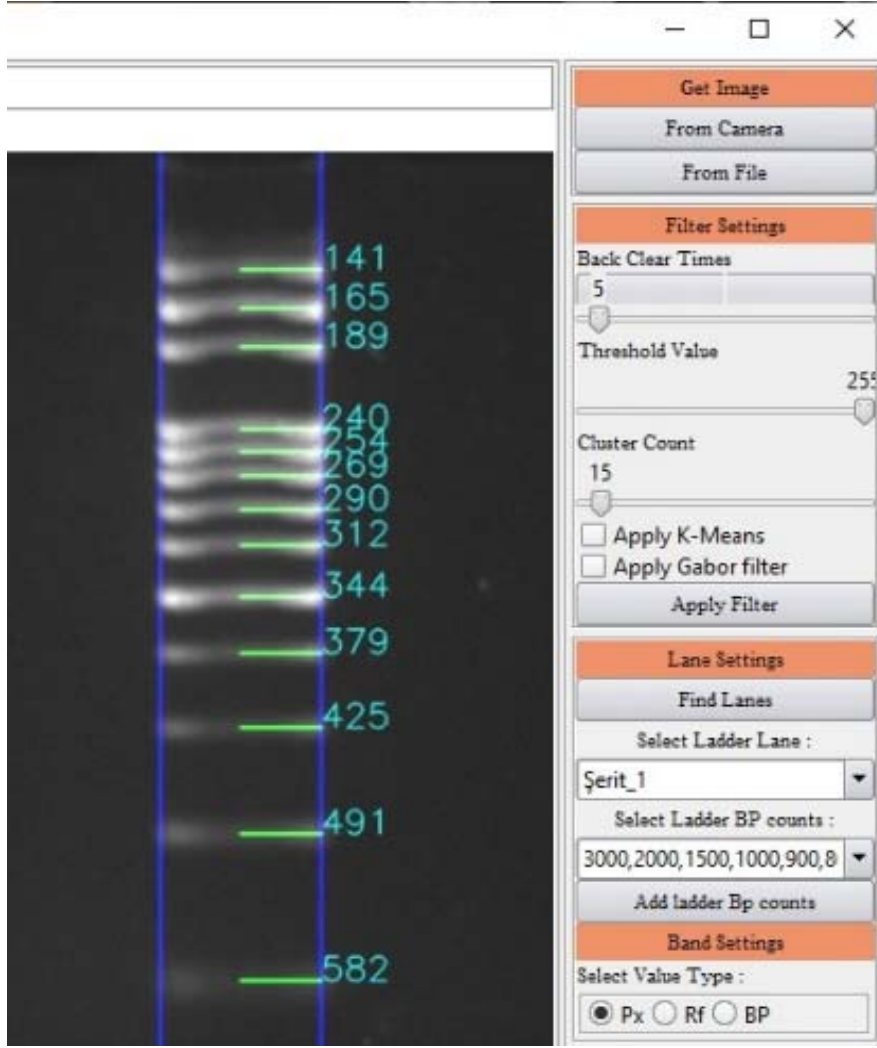 Get Image
From Camera
From File
Filter Settings
Back Clear Times
5
Threshold Value
255
Cluster Count
15
Apply K-Means
Apply Gabor filter
Apply Filter
Lane Settings
Find Lanes
Select Ladder Lane :
Şerit_1
Select Ladder BP counts :
3000,2000,1500,1000,900,8
Add ladder Bp counts
Band Settings
Select Value Type :
Px Rf BP
141
165
189
240
254
269
290
312
344
379
425
491
582